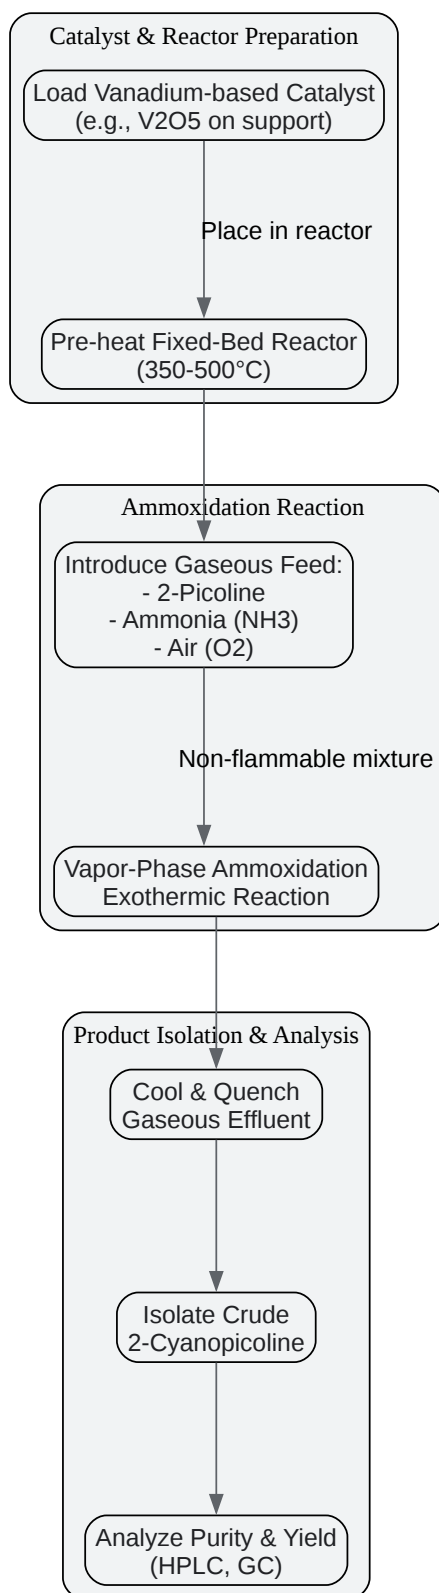 Catalyst & Reactor Preparation
Load Vanadium-based Catalyst
(e.g., V2O5 on support)
Place in reactor
Pre-heat Fixed-Bed Reactor
(350-500°C)
Ammoxidation Reaction
Introduce Gaseous Feed:
- 2-Picoline
- Ammonia (NH3)
- Air (O2)
Non-flammable mixture
Vapor-Phase Ammoxidation
Exothermic Reaction
Product Isolation & Analysis
Cool & Quench
Gaseous Effluent
Isolate Crude
2-Cyanopicoline
Analyze Purity & Yield
(HPLC, GC)